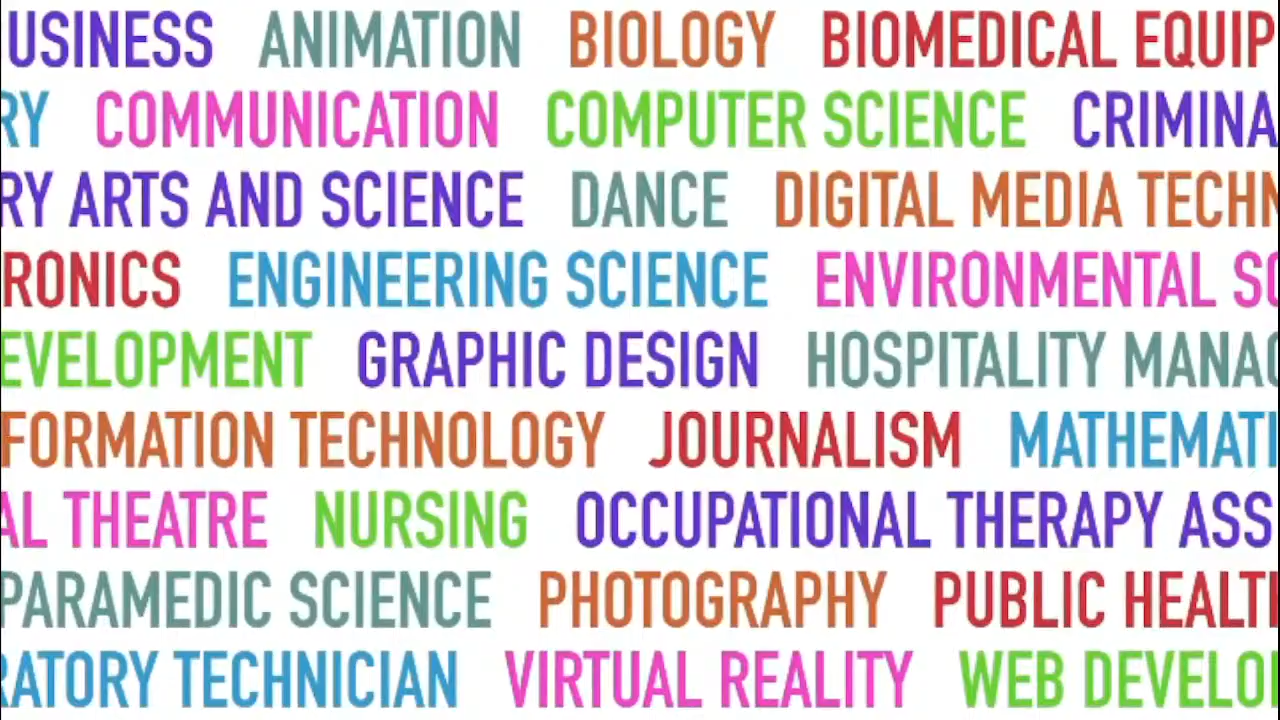 USINESS ANIMATION BIOLOGY BIOMEDICAL EQUIP
RY COMMUNICATION COMPUTER SCIENCE CRIMINA
RY ARTS AND SCIENCE DANCE DIGITAL MEDIA TECHN
RONICS ENGINEERING SCIENCE ENVIRONMENTAL SC
EVELOPMENT GRAPHIC DESIGN HOSPITALITY MANAG
FORMATION TECHNOLOGY JOURNALISM MATHEMATI
AL THEATRE NURSING OCCUPATIONAL THERAPY ASS
PARAMEDIC SCIENCE PHOTOGRAPHY PUBLIC HEALT
RATORY TECHNICIAN VIRTUAL REALITY WEB DEVELO